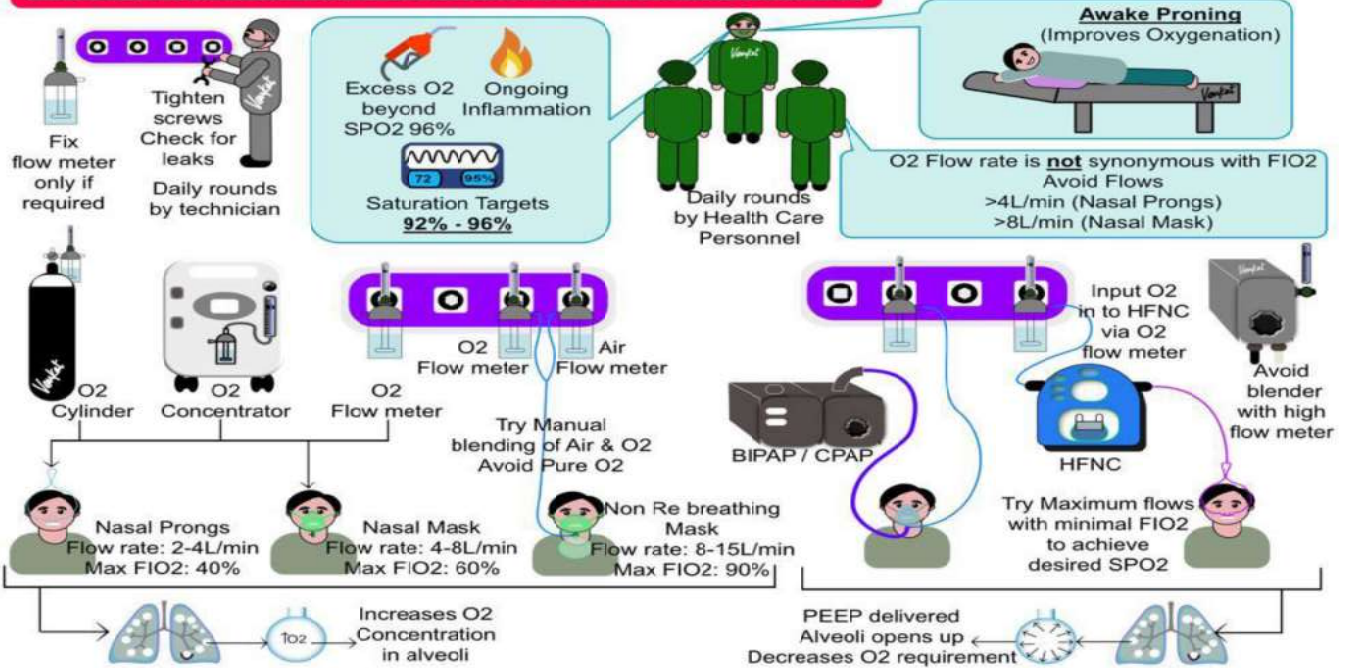 Fix
flow meter
only if
required
Tighten
screws
Check for
leaks
Daily rounds
by technician
Venkat
Excess O2
beyond
SPO2 96%
Ongoing
Inflammation
72
95%
Saturation Targets
92% - 96%
Venkat
Daily rounds
by Health Care
Personnel
Awake Proning
(Improves Oxygenation)
Venkat
O2 Flow rate is not synonymous with FIO2
Avoid Flows
>4L/min (Nasal Prongs)
>8L/min (Nasal Mask)
Venkat
O2
Cylinder
O2
Concentrator
O2
Flow meter
O2
Flow meter
Air
Flow meter
Try Manual
blending of Air & O2
Avoid Pure O2
Input O2
in to HFNC
via O2
flow meter
Venkat
Avoid
blender
with high
flow meter
BIPAP / CPAP
HFNC
Nasal Prongs
Flow rate: 2-4L/min
Max FIO2: 40%
Nasal Mask
Flow rate: 4-8L/min
Max FIO2: 60%
Non Re breathing
Mask
Flow rate: 8-15L/min
Max FIO2: 90%
Try Maximum flows
with minimal FIO2
to achieve
desired SPO2
↑O2
Increases O2
Concentration
in alveoli
PEEP delivered
Alveoli opens up
Decreases O2 requirement